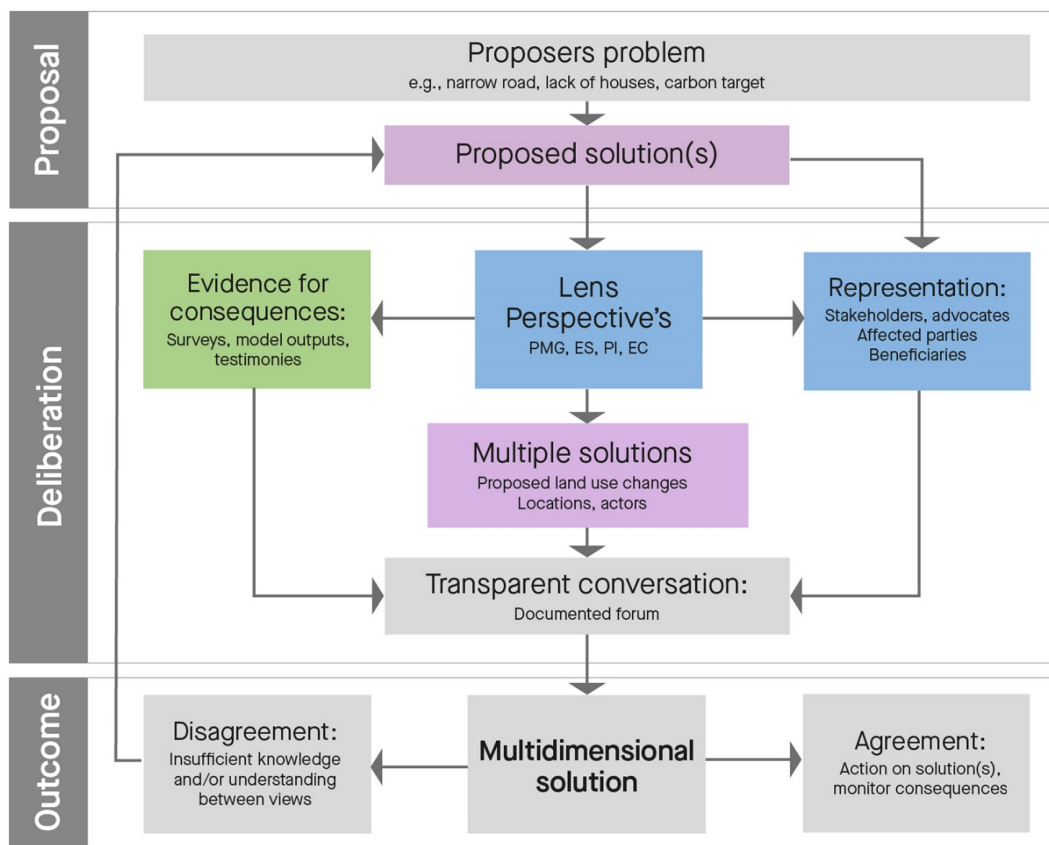 Proposal
Proposers problem
e.g., narrow road, lack of houses, carbon target
Proposed solution(s)
Deliberation
Evidence for
consequences:
Surveys, model outputs,
testimonies
Lens
Perspective's
PMG, ES, PI, EC
Representation:
Stakeholders, advocates
Affected parties
Beneficiaries
Multiple solutions
Proposed land use changes
Locations, actors
Transparent conversation:
Documented forum
Outcome
Disagreement:
Insufficient knowledge
and/or understanding
between views
Multidimensional
solution
Agreement:
Action on solution(s),
monitor consequences